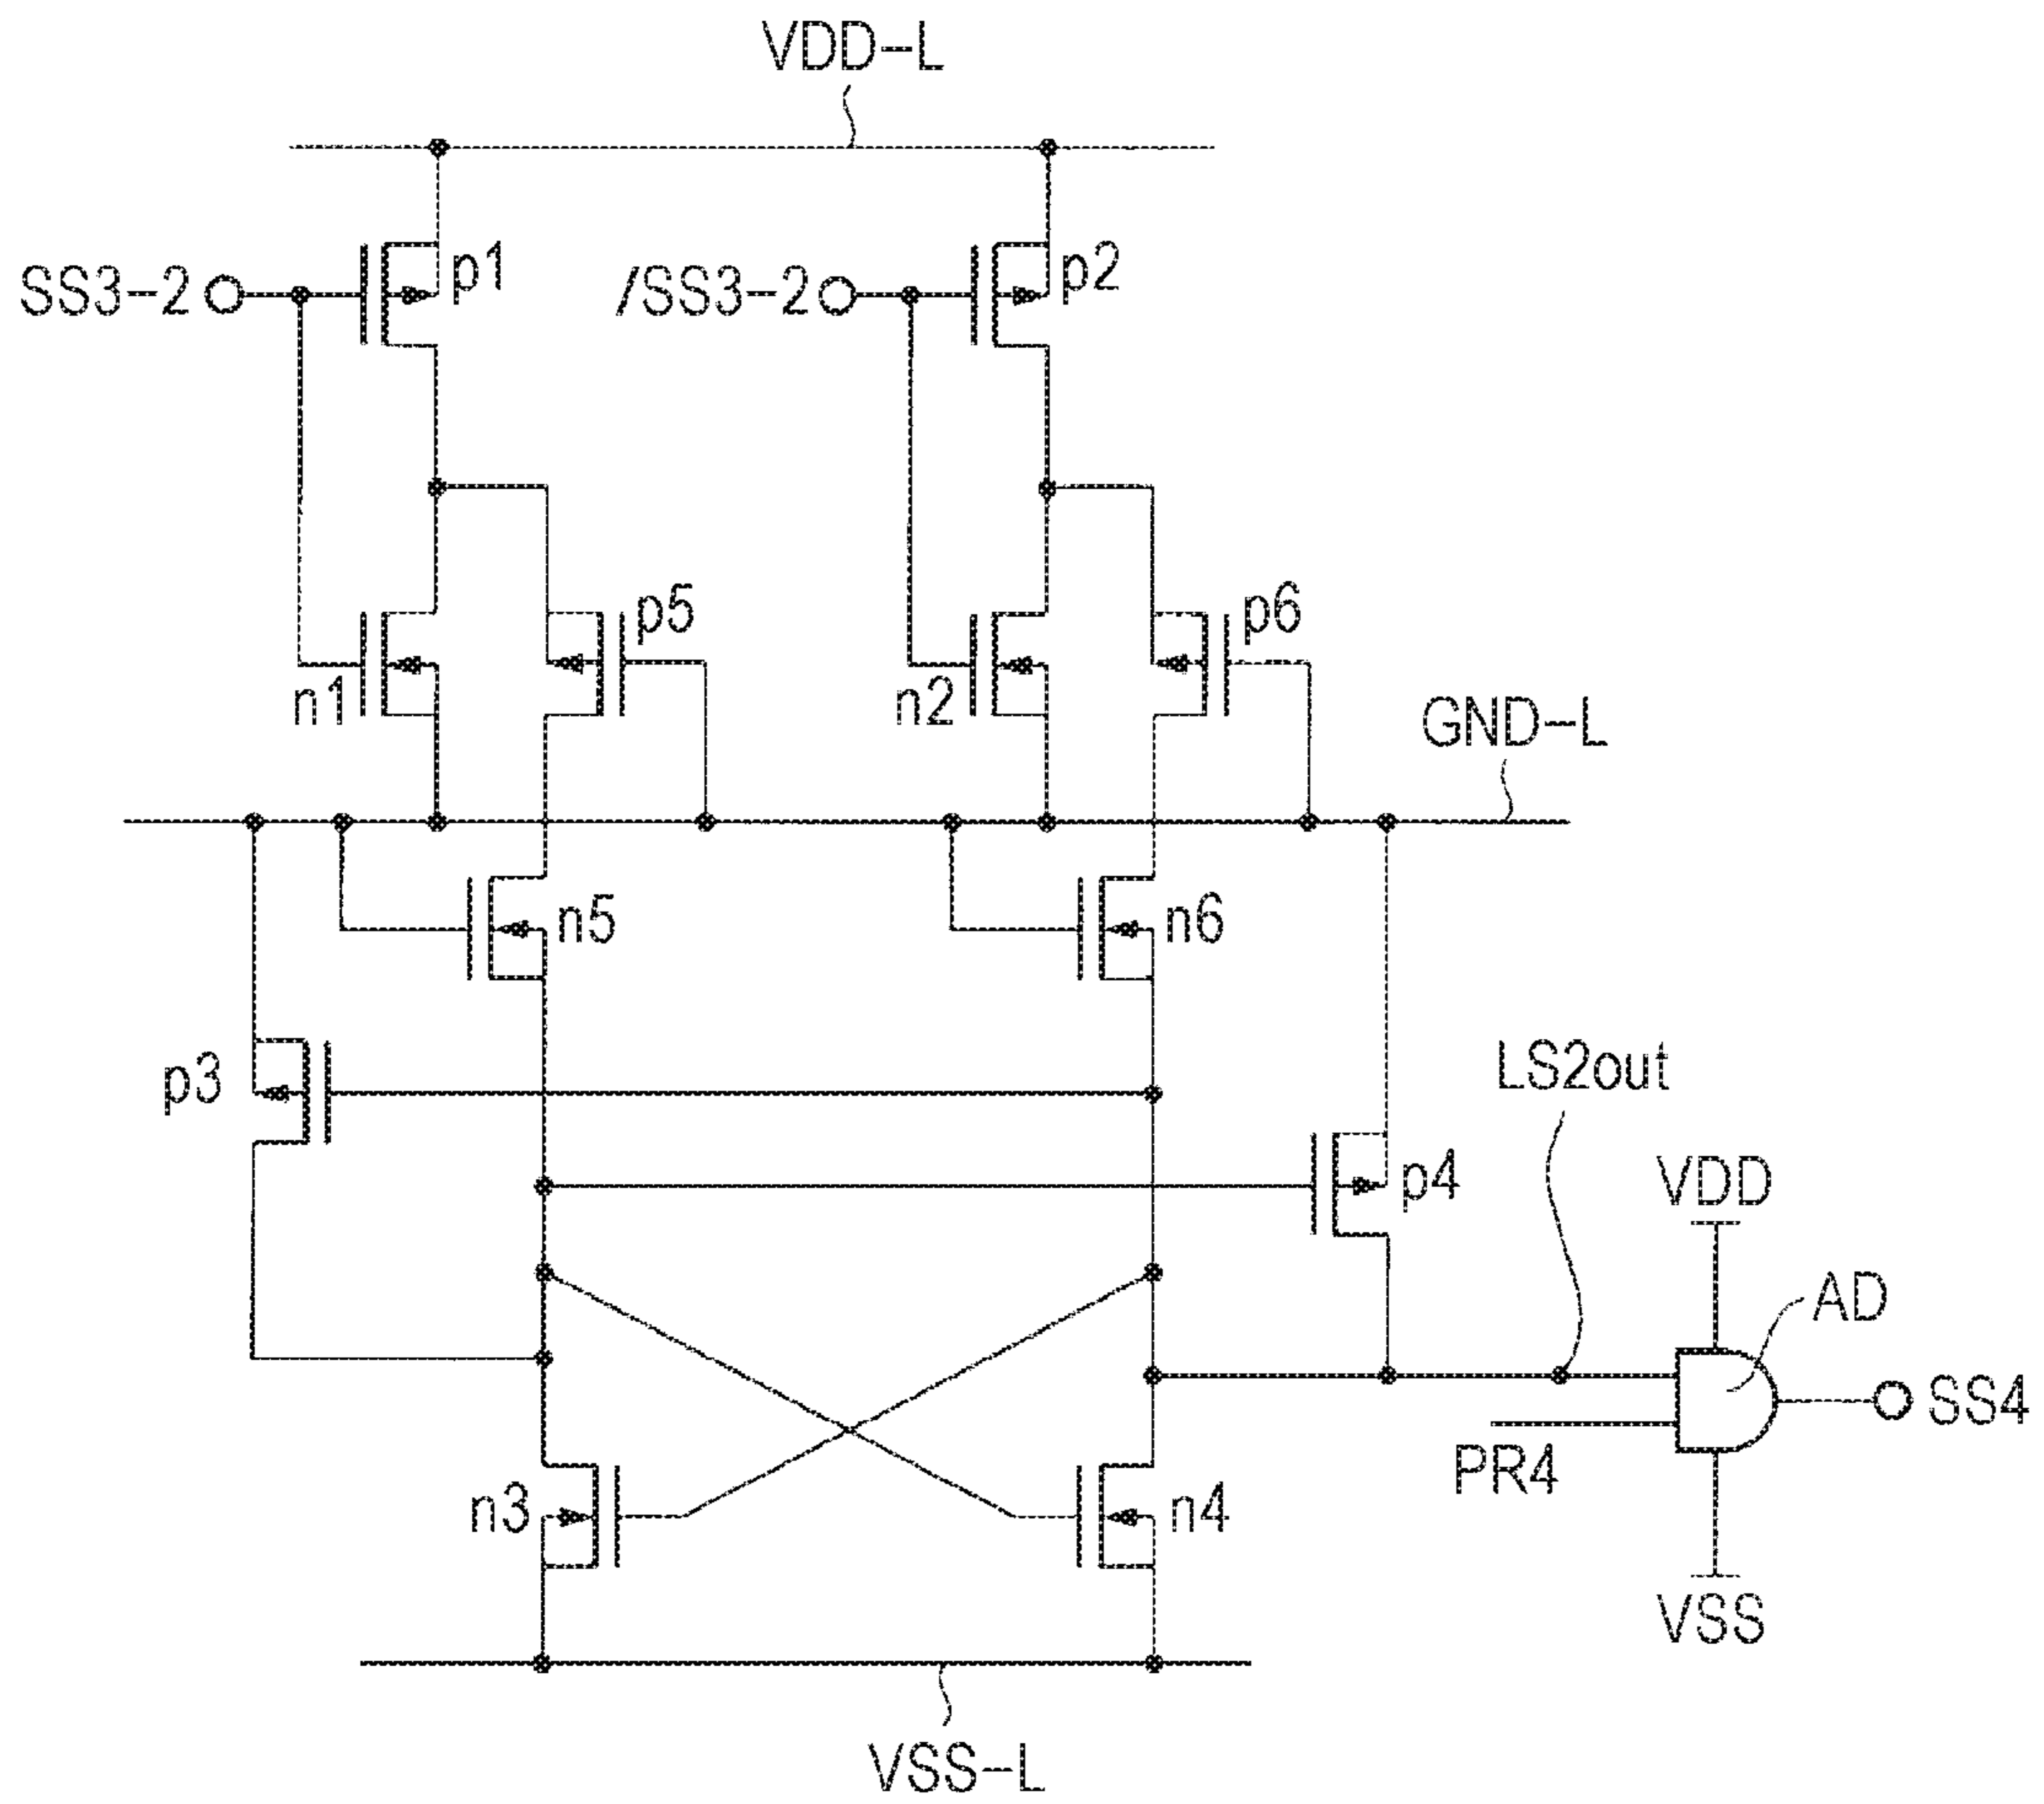 VDD-L
SS3-2
p1
/SS3-2
p2
p5
p6
n1
n2
GND-L
n5
n6
p3
LS2out
p4
VDD
AD
SS4
PR4
n3
n4
VSS
VSS-L